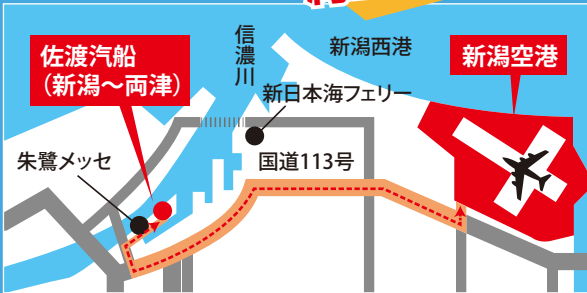 佐渡汽船
（新潟～両津）
信濃川
新潟西港
新潟空港
新日本海フェリー
朱鷺メッセ
国道113号